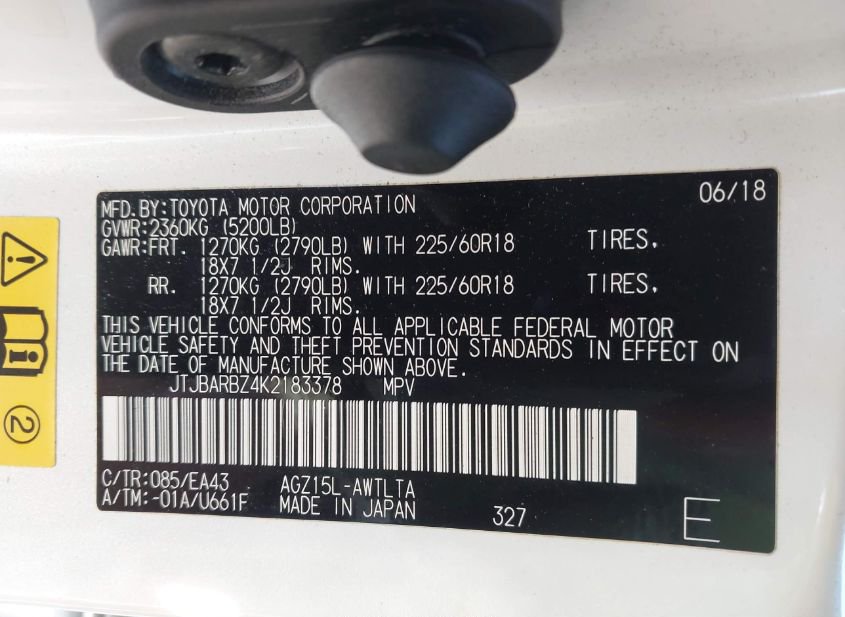 06/18
MFD.BY:TOYOTA MOTOR CORPORATION
GVWR:2360KG (5200LB)
GAWR:FRT. 1270KG (2790LB) WITH 225/60R18 TIRES,
18X7 1/2J RIMS.
RR. 1270KG (2790LB) WITH 225/60R18 TIRES,
18X7 1/2J RIMS.
THIS VEHICLE CONFORMS TO ALL APPLICABLE FEDERAL MOTOR
VEHICLE SAFETY AND THEFT PREVENTION STANDARDS IN EFFECT ON
THE DATE OF MANUFACTURE SHOWN ABOVE.
JTJBARBZ4K2183378 MPV
C/TR:085/EA43 AGZ15L-AWTLTA
A/TM:-01A/U661F MADE IN JAPAN 327 E
2